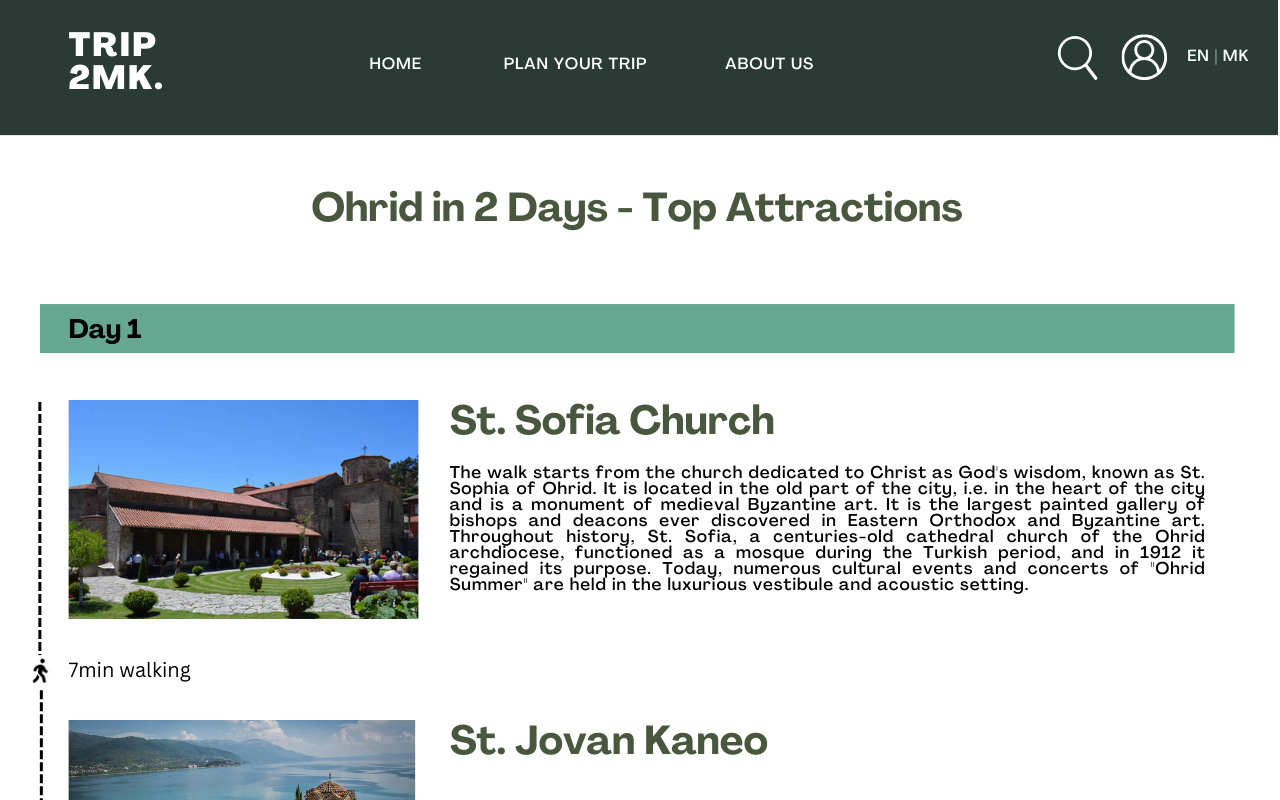 TRIP
2MK.
HOME
PLAN YOUR TRIP
ABOUT US
EN | MK
Ohrid in 2 Days - Top Attractions
Day 1
St. Sofia Church
The walk starts from the church dedicated to Christ as God's wisdom, known as St.
Sophia of Ohrid. It is located in the old part of the city, i.e. in the heart of the city
and is a monument of medieval Byzantine art. It is the largest painted gallery of
bishops and deacons ever discovered in Eastern Orthodox and Byzantine art.
Throughout history, St. Sofia, a centuries-old cathedral church of the Ohrid
archdiocese, functioned as a mosque during the Turkish period, and in 1912 it
regained its purpose. Today, numerous cultural events and concerts of "Ohrid
Summer" are held in the luxurious vestibule and acoustic setting.
7min walking
St. Jovan Kaneo